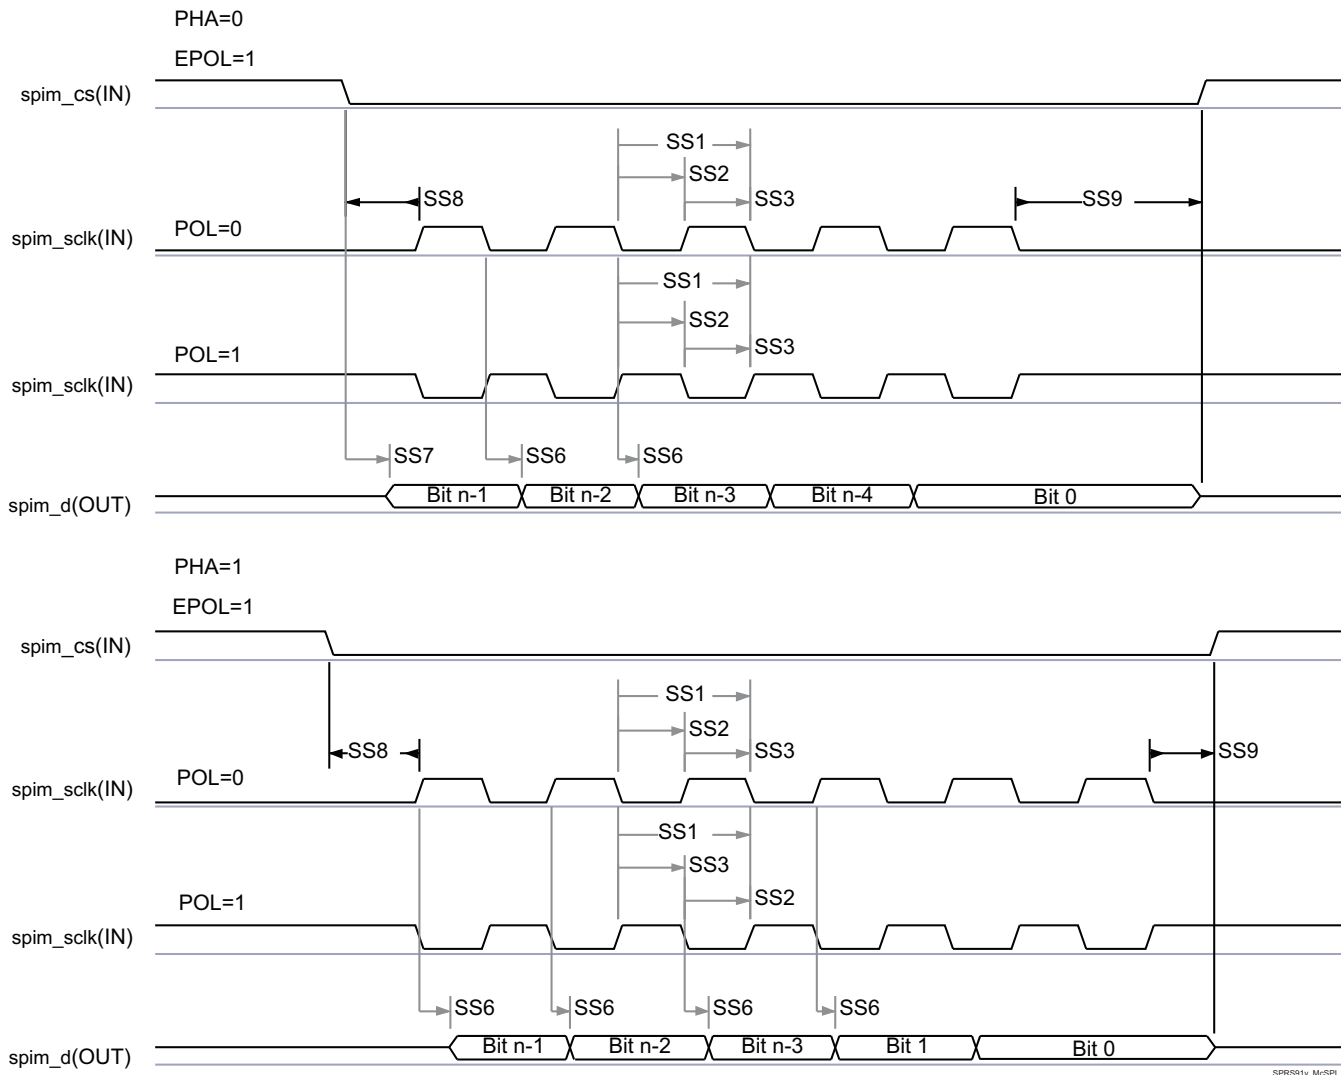 PHA=0
EPOL=1
spim_cs(IN)
SS1
SS2
SS8
SS3
SS9
POL=0
spim_sclk(IN)
SS1
SS2
SS3
POL=1
spim_sclk(IN)
SS7
SS6
SS6
Bit n-1
Bit n-2
Bit n-3
Bit n-4
Bit 0
spim_d(OUT)
PHA=1
EPOL=1
spim_cs(IN)
SS1
SS2
SS8
SS3
SS9
POL=0
spim_sclk(IN)
SS1
SS3
SS2
POL=1
spim_sclk(IN)
SS6
SS6
SS6
SS6
Bit n-1
Bit n-2
Bit n-3
Bit 1
Bit 0
spim_d(OUT)